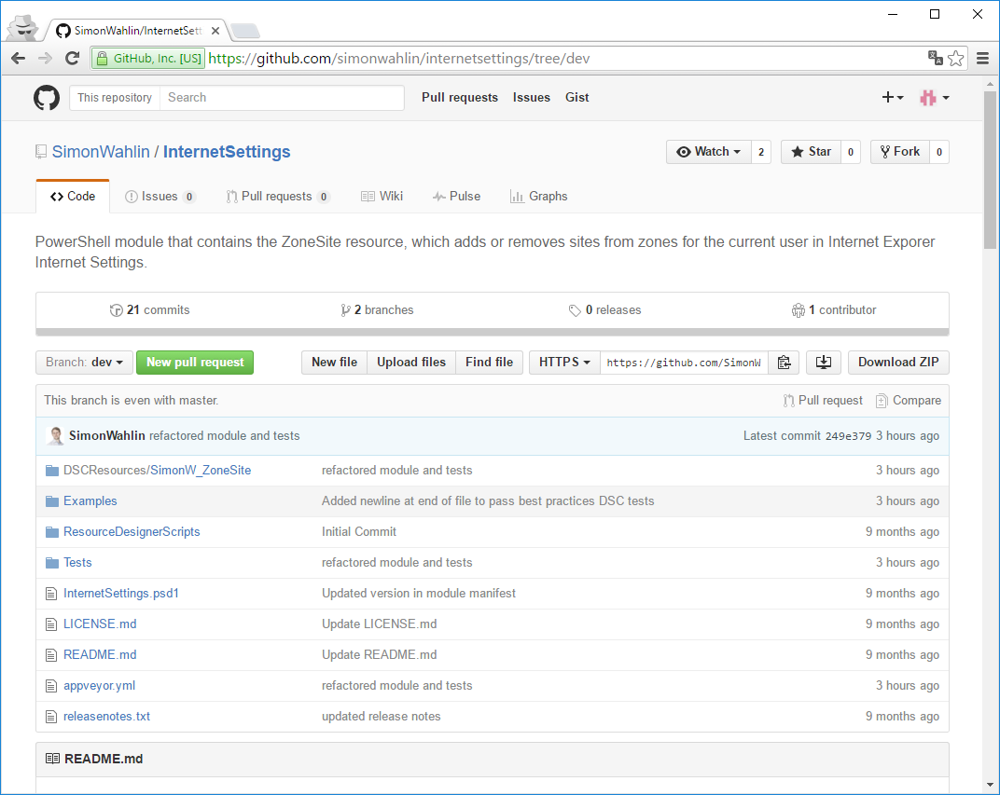 SimonWahlin/InternetSett
GitHub, Inc. [US] https://github.com/simonwahlin/internetsettings/tree/dev
This repository Search Pull requests Issues Gist
SimonWahlin / InternetSettings Watch 2 Star 0 Fork 0
Code Issues 0 Pull requests 0 Wiki Pulse Graphs
PowerShell module that contains the ZoneSite resource, which adds or removes sites from zones for the current user in Internet Exporer
Internet Settings.
21 commits 2 branches 0 releases 1 contributor
Branch: dev New pull request New file Upload files Find file HTTPS https://github.com/SimonW Download ZIP
This branch is even with master. Pull request Compare
SimonWahlin refactored module and tests Latest commit 249e379 3 hours ago
DSCResources/SimonW_ZoneSite refactored module and tests 3 hours ago
Examples Added newline at end of file to pass best practices DSC tests 3 hours ago
ResourceDesignerScripts Initial Commit 9 months ago
Tests refactored module and tests 3 hours ago
InternetSettings.psd1 Updated version in module manifest 9 months ago
LICENSE.md Update LICENSE.md 9 months ago
README.md Update README.md 9 months ago
appveyor.yml refactored module and tests 3 hours ago
releasenotes.txt updated release notes 9 months ago
README.md